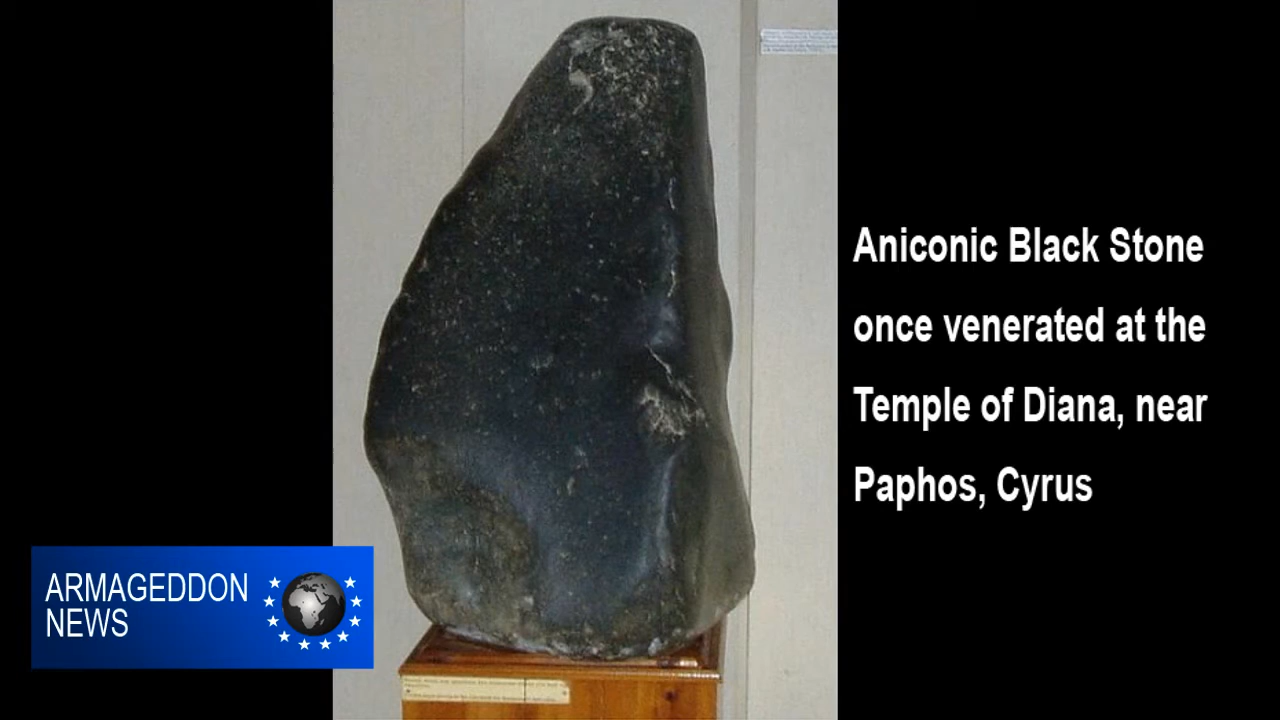 Aniconic Black Stone
once venerated at the
Temple of Diana, near
Paphos, Cyrus
ARMAGEDDON
NEWS